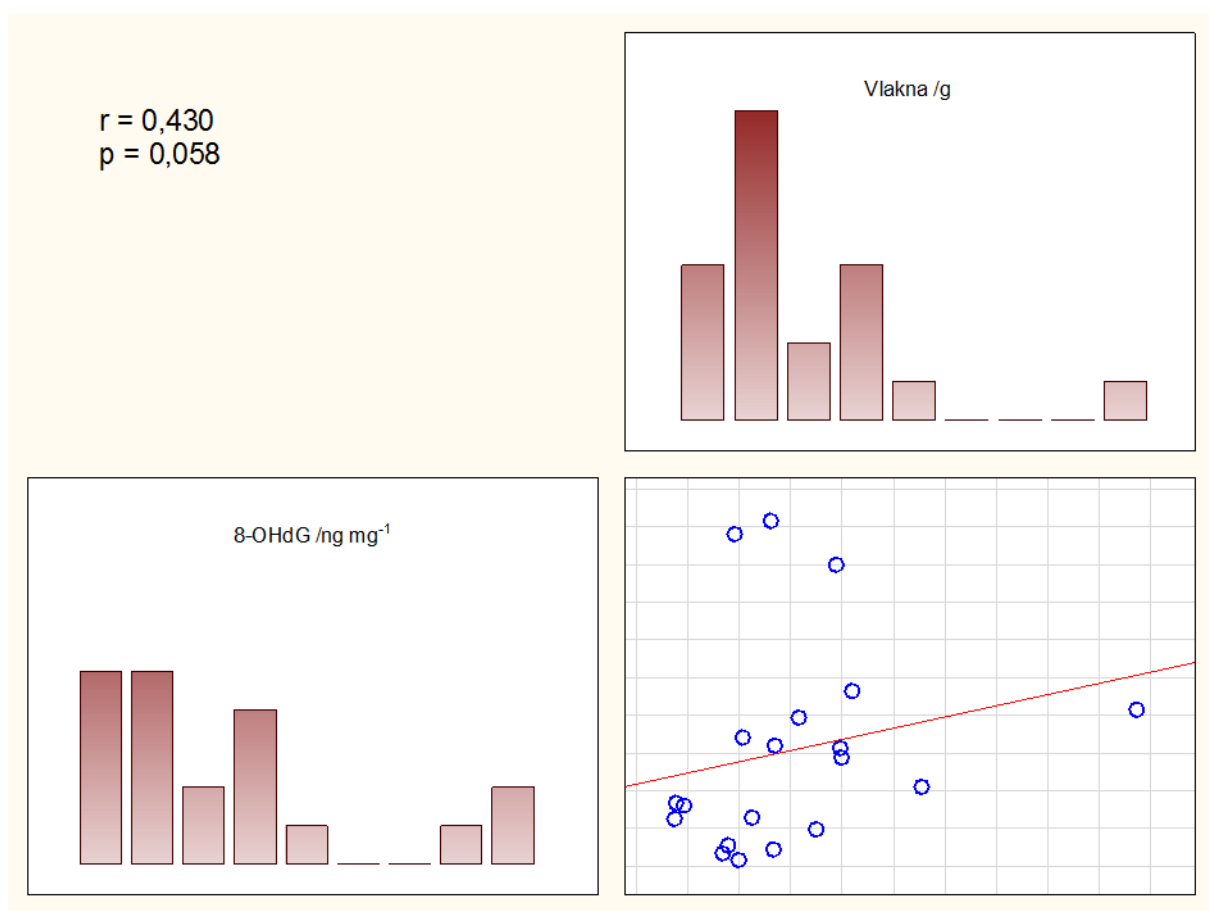 r = 0,430
p = 0,058
Vlakna /g
8-OHdG /ng mg⁻¹